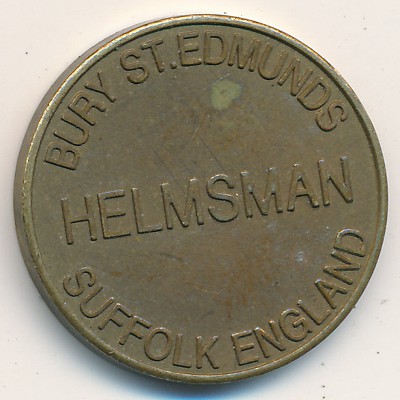 BURY ST.EDMUNDS
HELMSMAN
SUFFOLK ENGLAND